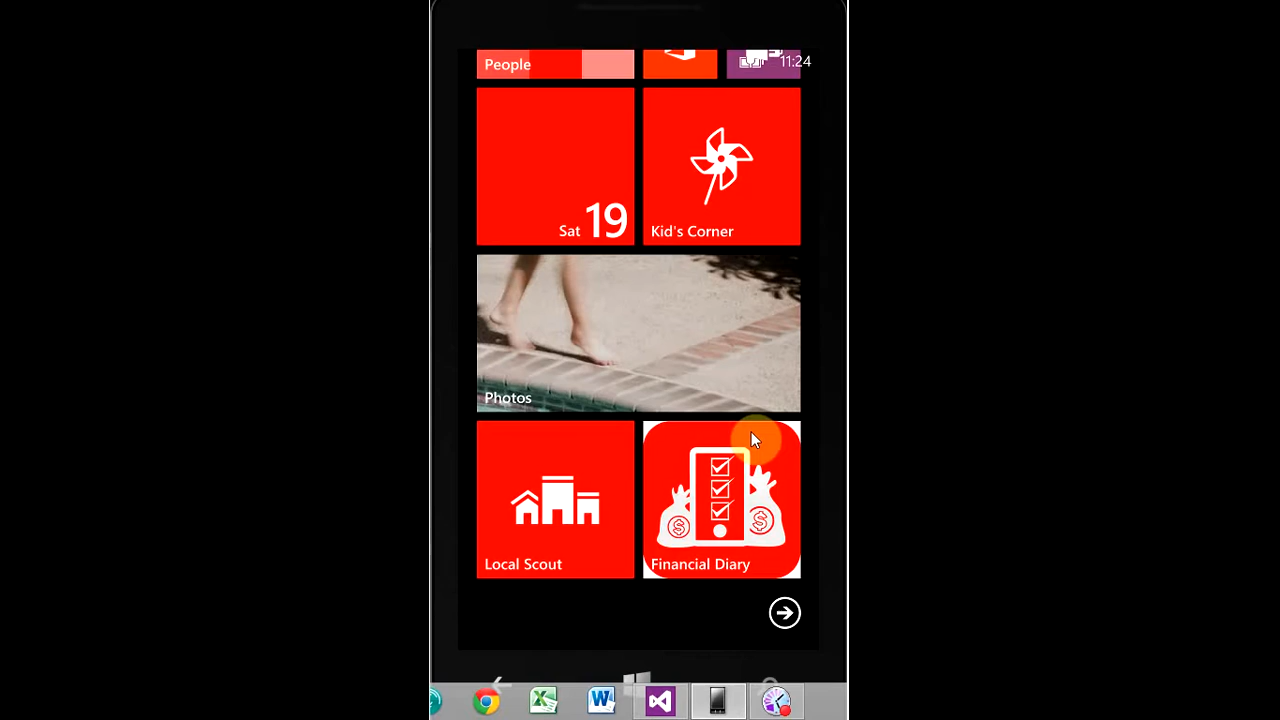 11:24
People
Sat 19
Kid's Corner
Photos
Local Scout
Financial Diary